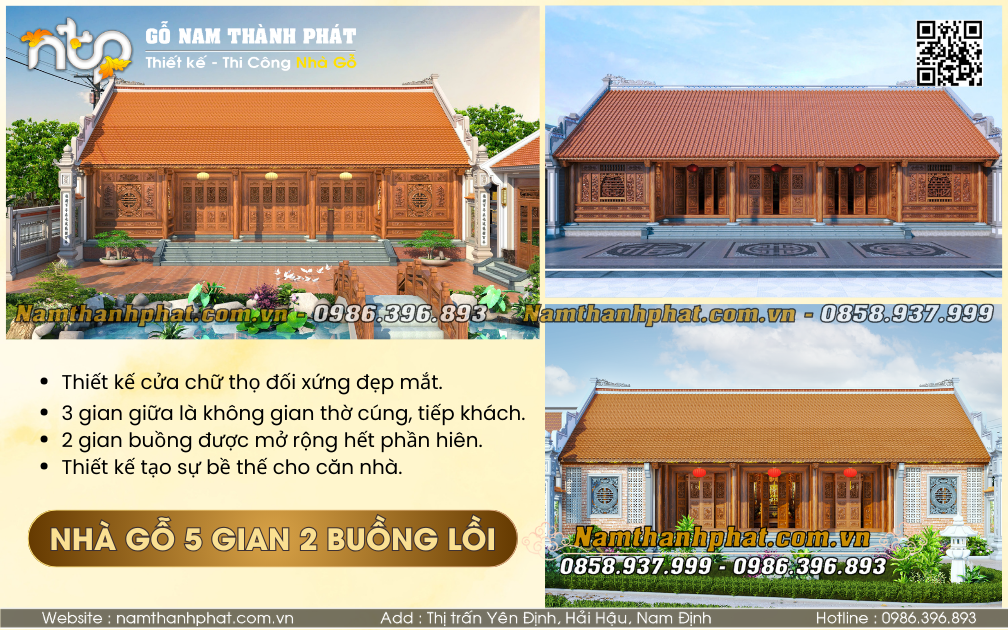 ntp
GỖ NAM THÀNH PHÁT
Thiết kế - Thi Công Nhà Gỗ
Namthanhphat.com.vn - 0986.396.893
Namthanhphat.com.vn - 0858.937.999
• Thiết kế cửa chữ thọ đối xứng đẹp mắt.
• 3 gian giữa là không gian thờ cúng, tiếp khách.
• 2 gian buồng được mở rộng hết phần hiên.
• Thiết kế tạo sự bề thế cho căn nhà.
NHÀ GỖ 5 GIAN 2 BUỒNG LỒI
Namthanhphat.com.vn
0858.937.999 - 0986.396.893
Website : namthanhphat.com.vn
Add : Thị trấn Yên Định, Hải Hậu, Nam Định
Hotline : 0986.396.893